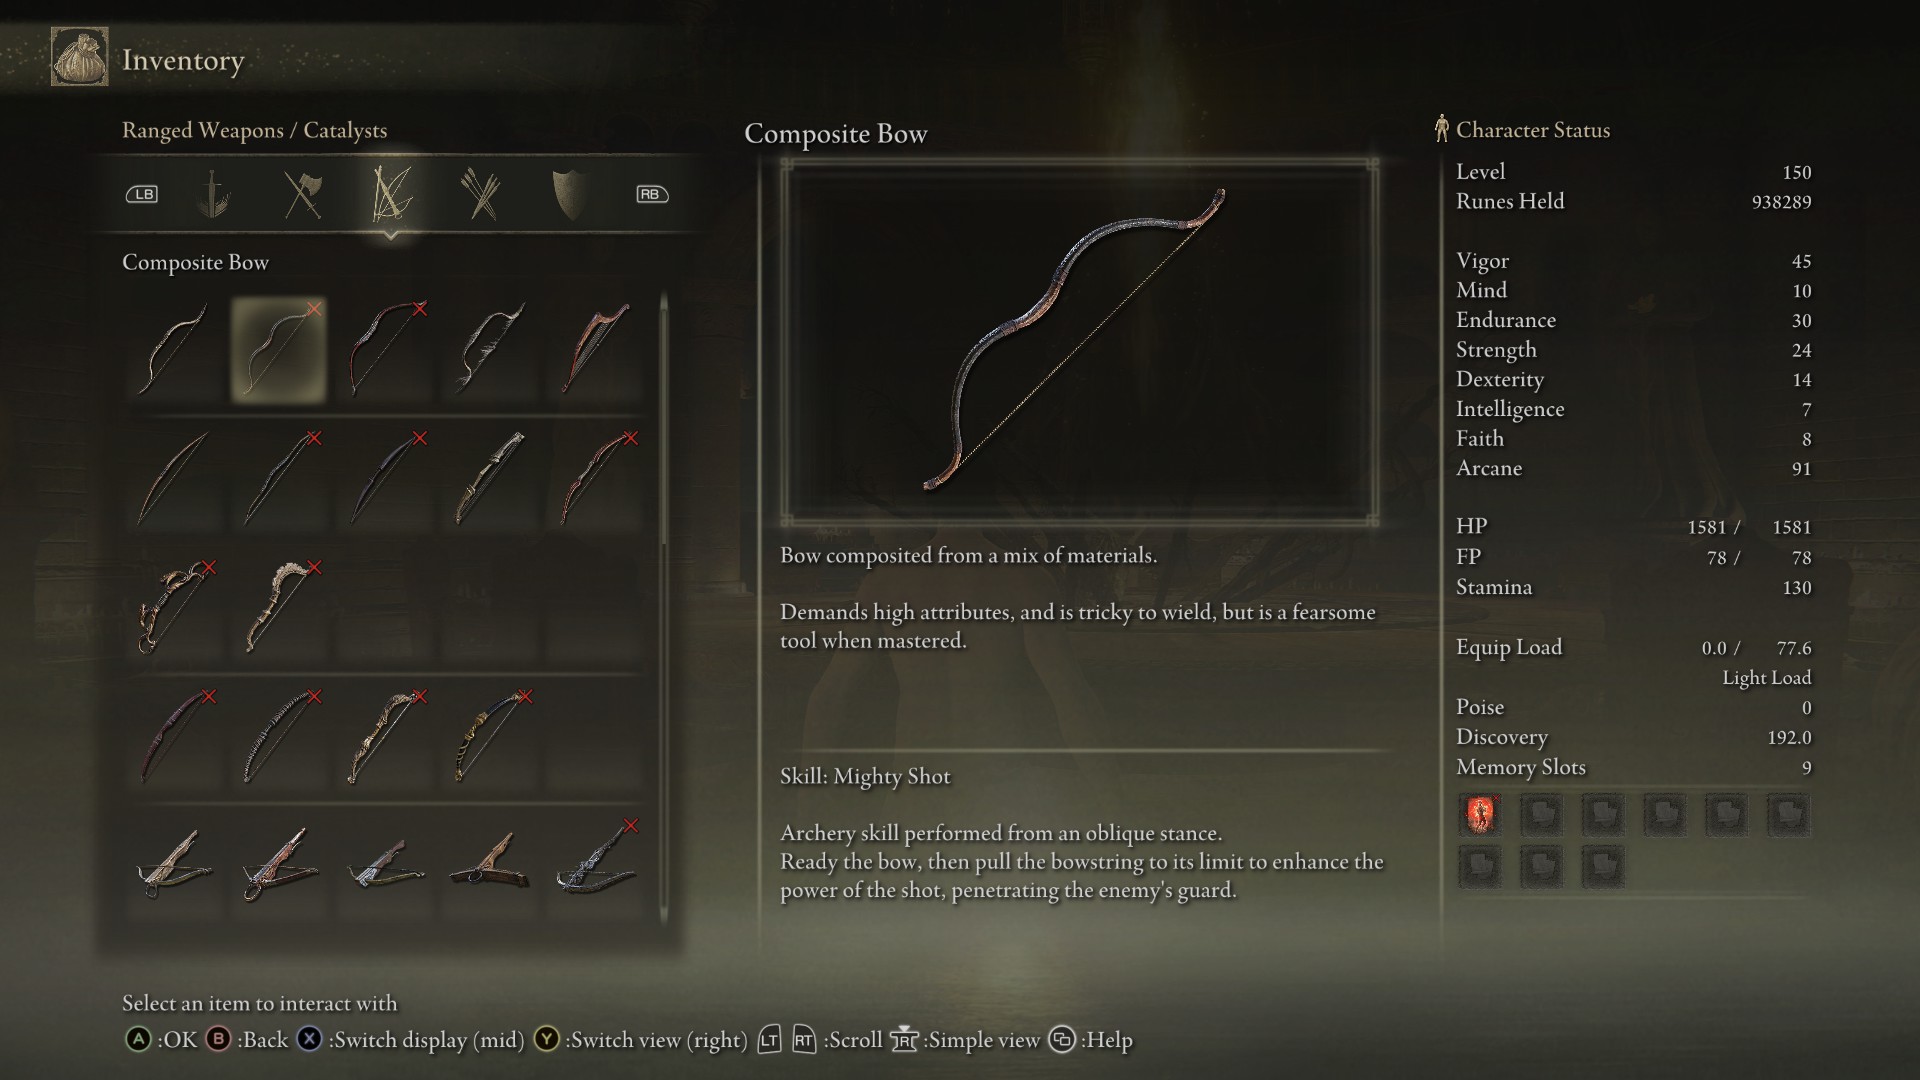 Inventory
Ranged Weapons / Catalysts
LB
RB
Composite Bow
Composite Bow
Bow composited from a mix of materials.
Demands high attributes, and is tricky to wield, but is a fearsome
tool when mastered.
Skill: Mighty Shot
Archery skill performed from an oblique stance.
Ready the bow, then pull the bowstring to its limit to enhance the
power of the shot, penetrating the enemy's guard.
Character Status
Level 150
Runes Held 938289
Vigor 45
Mind 10
Endurance 30
Strength 24
Dexterity 14
Intelligence 7
Faith 8
Arcane 91
HP 1581 / 1581
FP 78 / 78
Stamina 130
Equip Load 0.0 / 77.6
Light Load
Poise 0
Discovery 192.0
Memory Slots 9
Select an item to interact with
A :OK B :Back X :Switch display (mid) Y :Switch view (right) LT RT :Scroll R :Simple view :Help